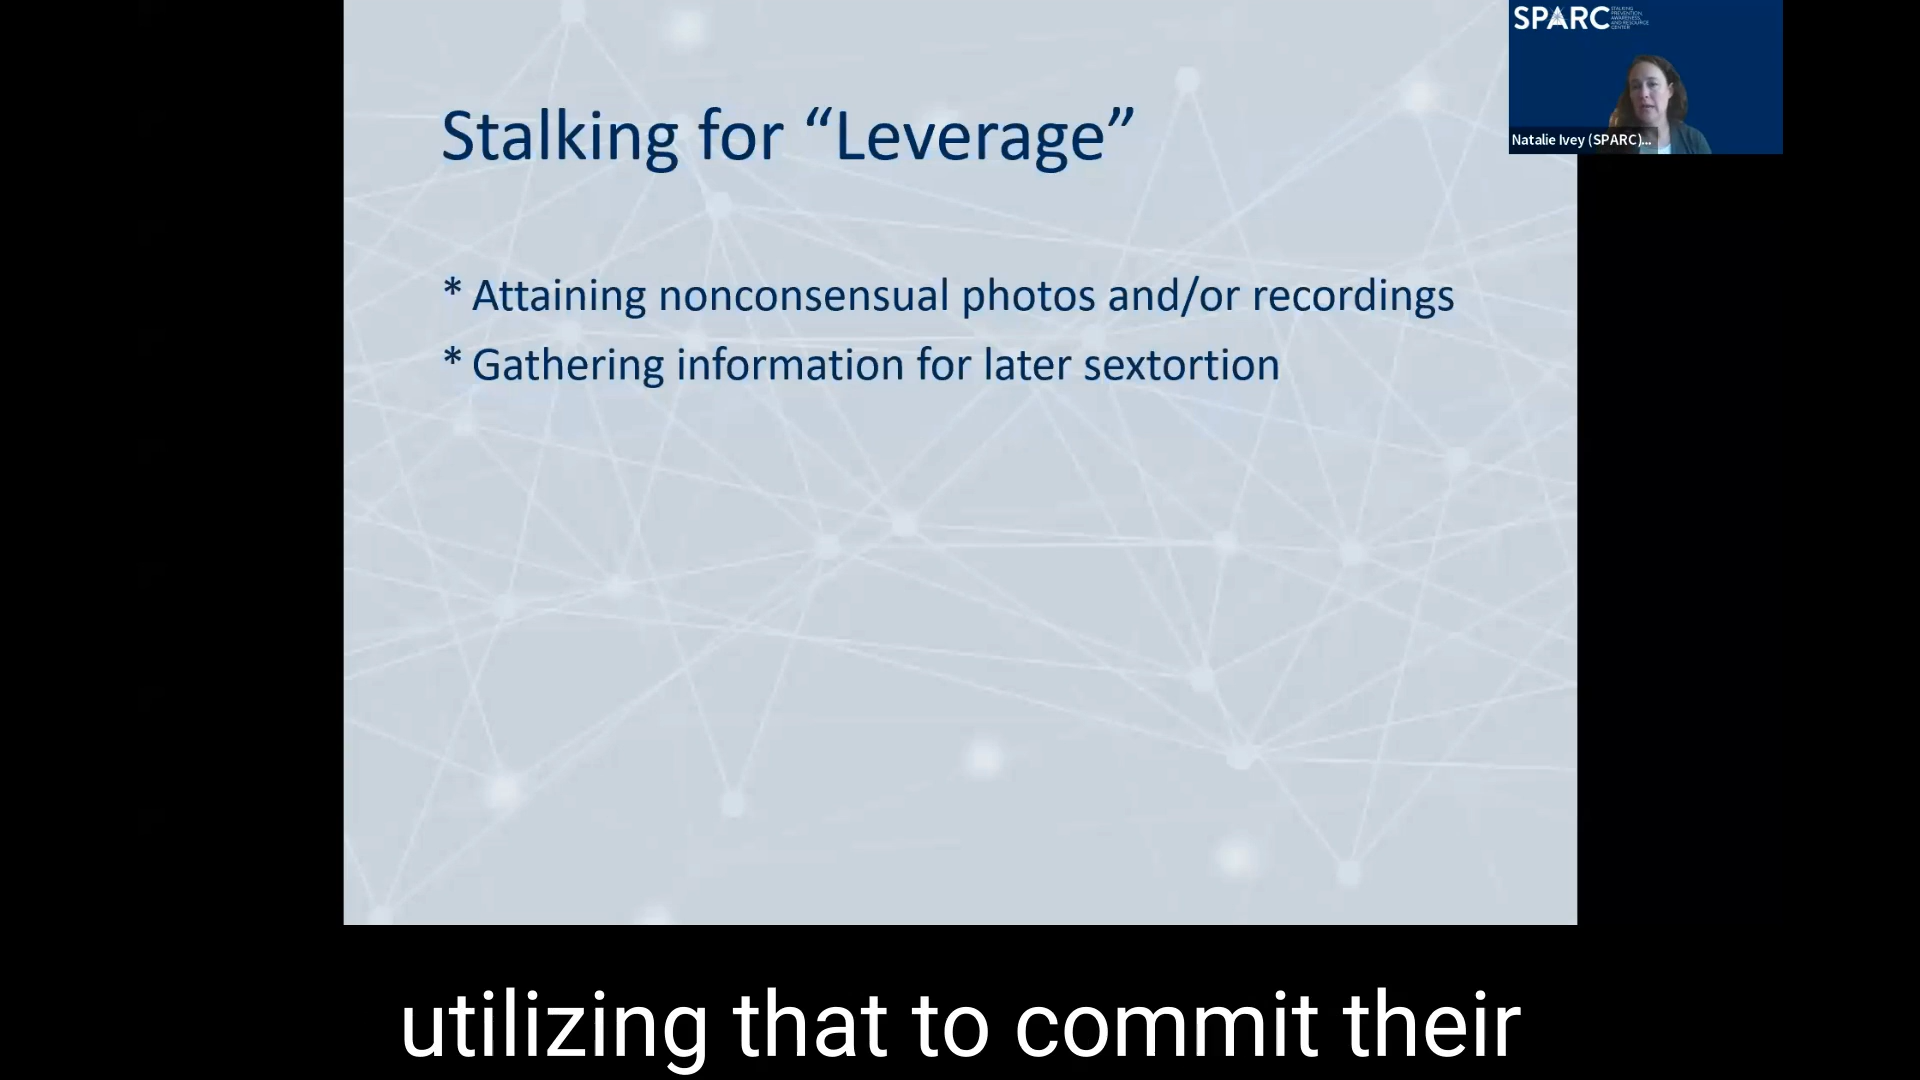 SPARC
STALKING
PREVENTION,
AWARENESS,
AND RESOURCE
CENTER
Natalie Ivey (SPARC)...
Stalking for “Leverage”
* Attaining nonconsensual photos and/or recordings
* Gathering information for later sextortion
utilizing that to commit their